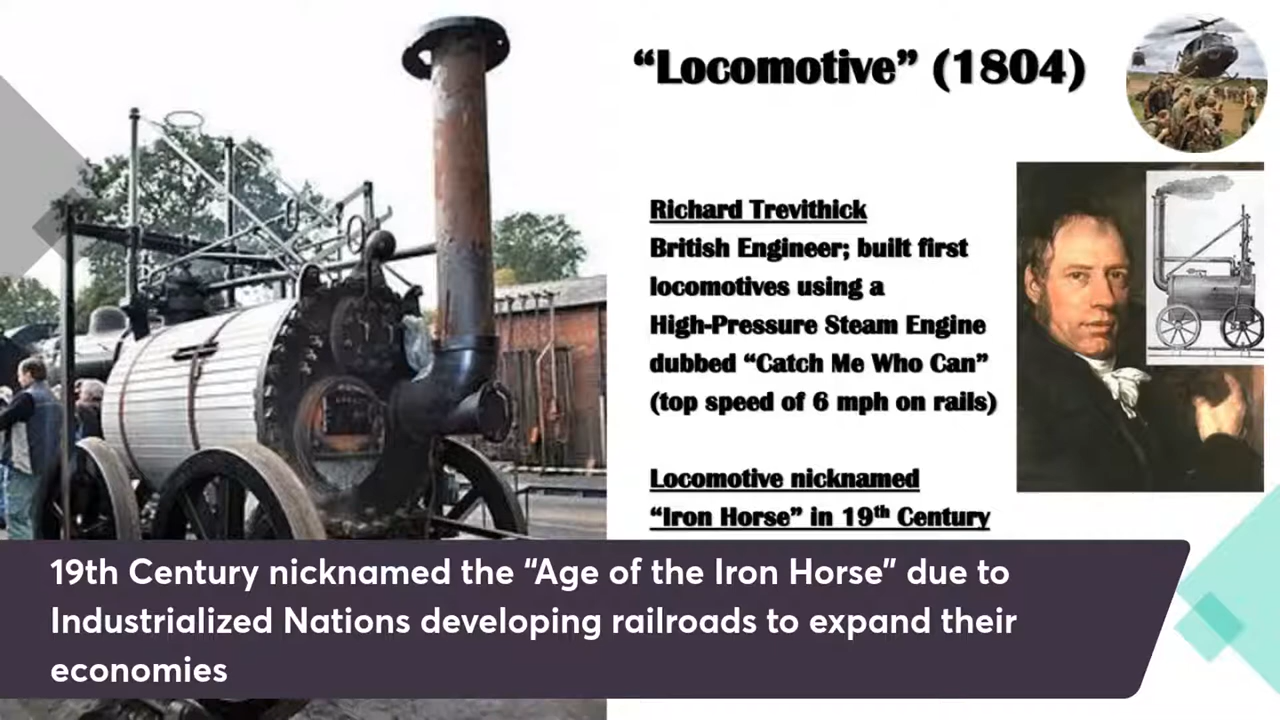 “Locomotive” (1804)
Richard Trevithick
British Engineer; built first
locomotives using a
High-Pressure Steam Engine
dubbed “Catch Me Who Can”
(top speed of 6 mph on rails)
Locomotive nicknamed
“Iron Horse” in 19th Century
19th Century nicknamed the “Age of the Iron Horse” due to
Industrialized Nations developing railroads to expand their
economies